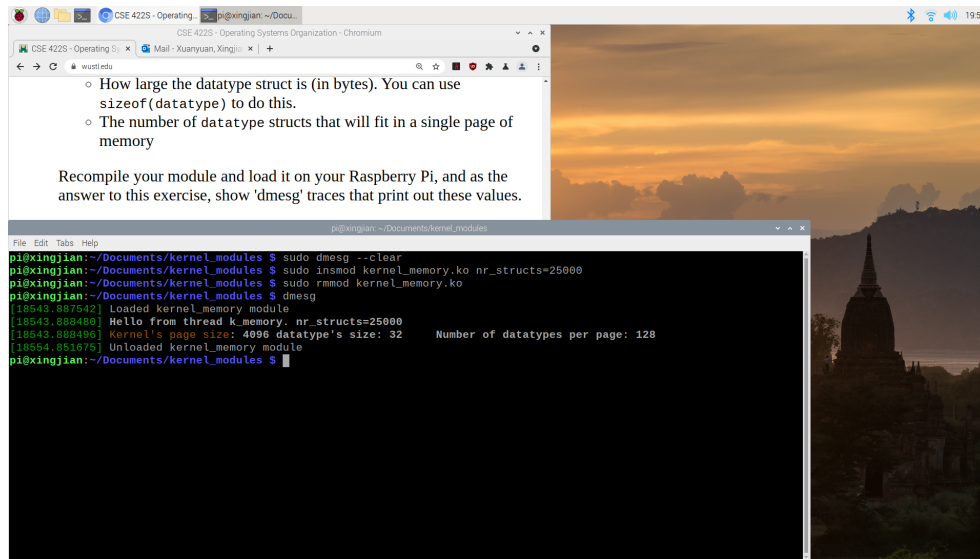 CSE 422S - Operating...
pi@xingjian: ~/Docu...
19:5
CSE 422S - Operating Systems Organization - Chromium
CSE 422S - Operating Sy
Mail - Xuanyuan, Xingjia
wustl.edu
○ How large the datatype struct is (in bytes). You can use
sizeof(datatype) to do this.
○ The number of datatype structs that will fit in a single page of
memory
Recompile your module and load it on your Raspberry Pi, and as the
answer to this exercise, show 'dmesg' traces that print out these values.
pi@xingjian: ~/Documents/kernel_modules
File Edit Tabs Help
pi@xingjian:~/Documents/kernel_modules $ sudo dmesg --clear
pi@xingjian:~/Documents/kernel_modules $ sudo insmod kernel_memory.ko nr_structs=25000
pi@xingjian:~/Documents/kernel_modules $ sudo rmmod kernel_memory.ko
pi@xingjian:~/Documents/kernel_modules $ dmesg
[18543.887542] Loaded kernel_memory module
[18543.888480] Hello from thread k_memory. nr_structs=25000
[18543.888496] Kernel's page size: 4096 datatype's size: 32 Number of datatypes per page: 128
[18554.851675] Unloaded kernel_memory module
pi@xingjian:~/Documents/kernel_modules $